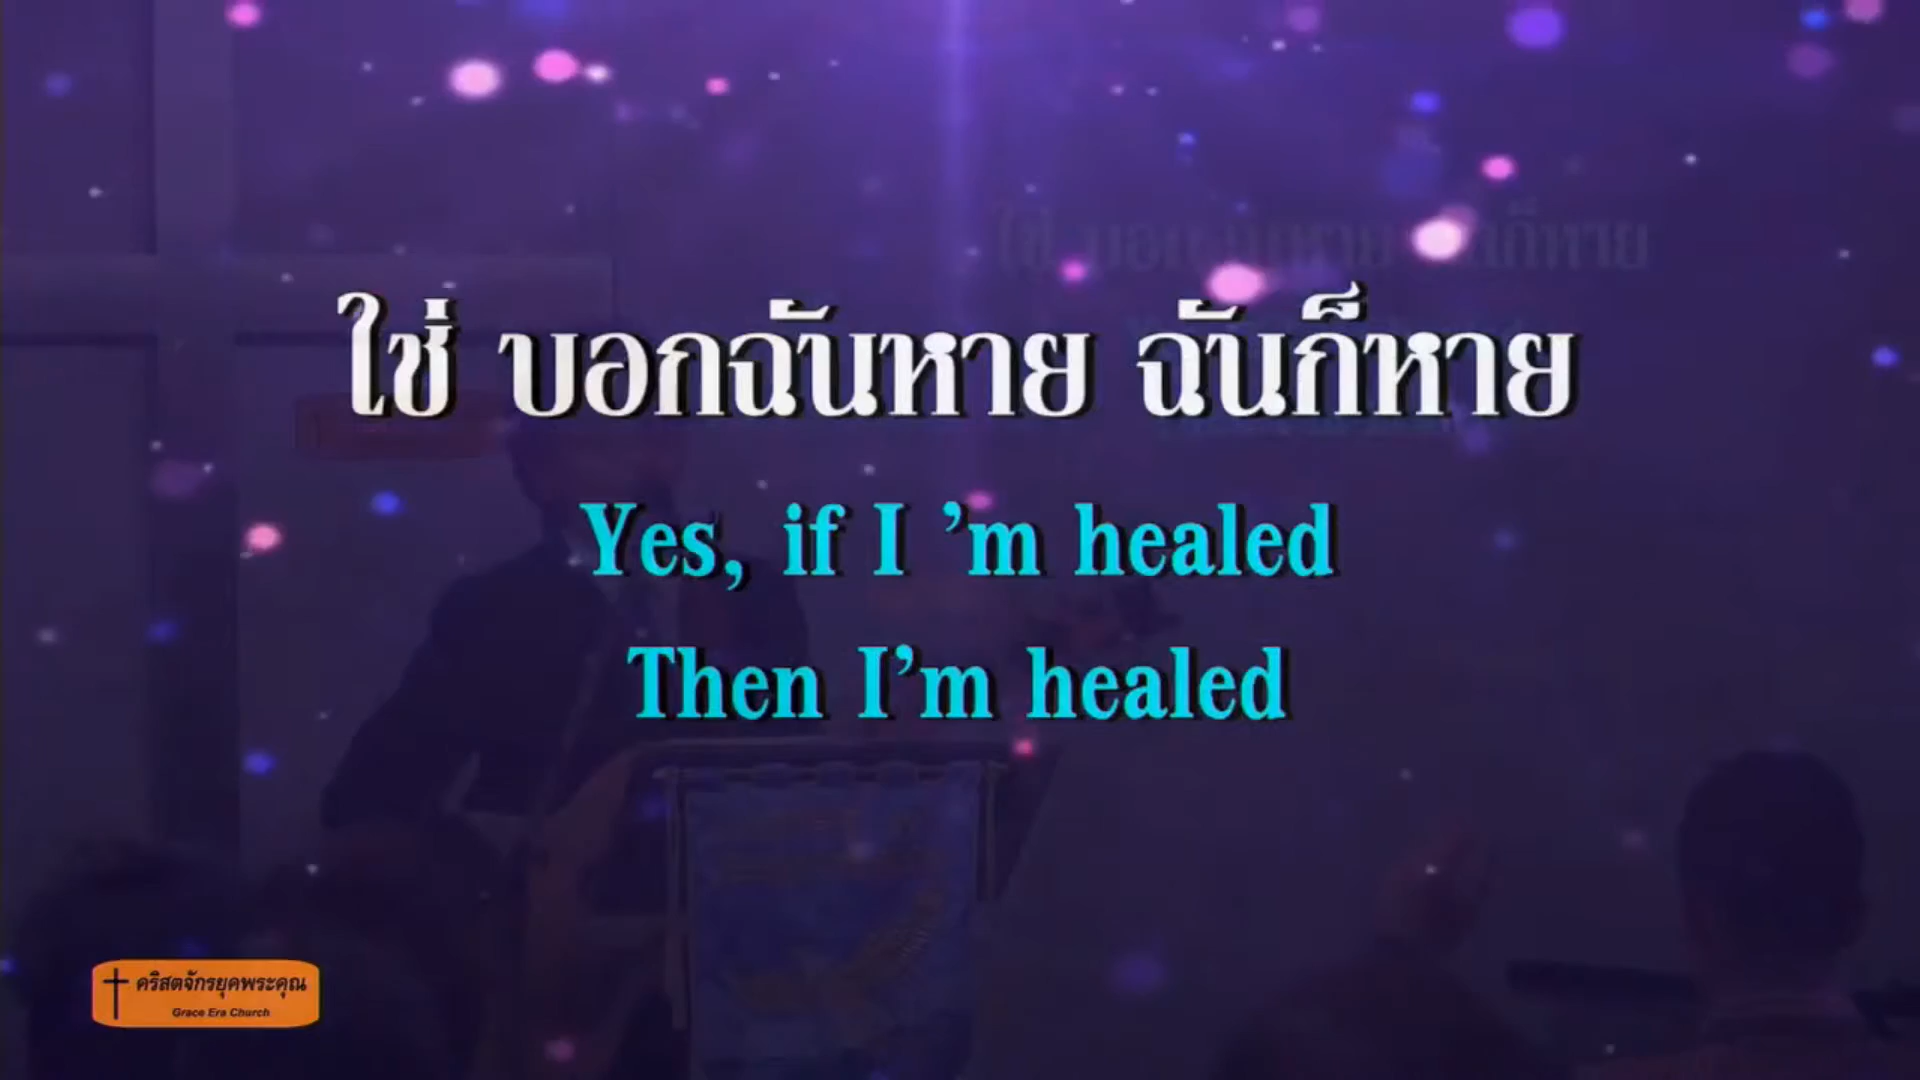 ใช่ บอกฉันหาย ฉันก็หาย
Yes, if I ’m healed
Then I’m healed
คริสตจักรยุคพระคุณ
Grace Era Church